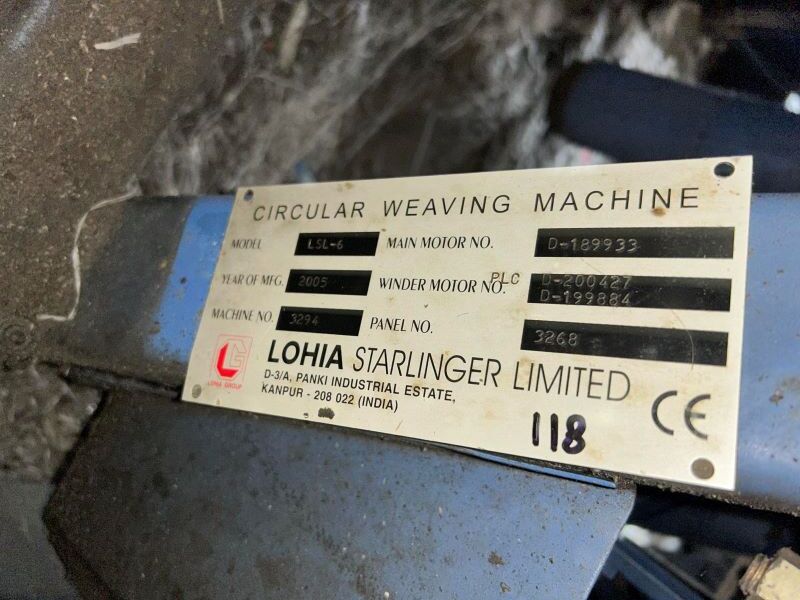 CIRCULAR WEAVING MACHINE
MODEL LSL-6 MAIN MOTOR NO. D-189933
YEAR OF MFG. 2005 WINDER MOTOR NO. PLC D-200427
D-199884
MACHINE NO. 3294 PANEL NO. 3268
LOHIA GROUP
LOHIA STARLINGER LIMITED
D-3/A, PANKI INDUSTRIAL ESTATE,
KANPUR - 208 022 (INDIA)
118
CE